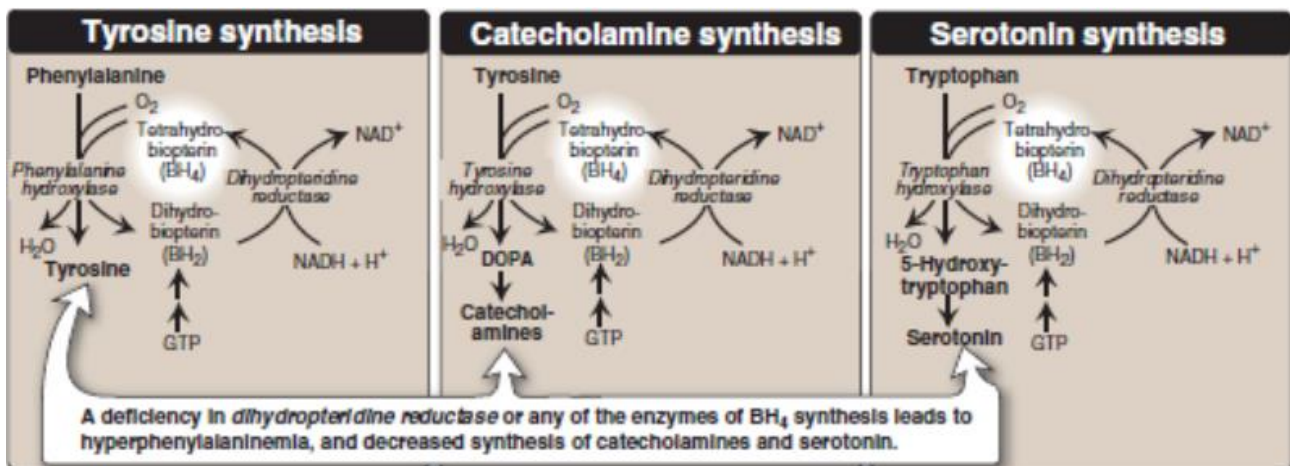 Tyrosine synthesis
Phenylalanine
O2
Tetrahydro-
biopterin
(BH4)
NAD+
Phenylalanine
hydroxylase
Dihydropteridine
reductase
H2O
Dihydro-
biopterin
(BH2)
NADH + H+
Tyrosine
GTP
Catecholamine synthesis
Tyrosine
O2
Tetrahydro
biopterin
(BH4)
NAD+
Tyrosine
hydroxylase
Dihydropteridine
reductase
H2O
Dihydro-
biopterin
(BH2)
NADH + H+
DOPA
Catechol-
amines
GTP
Serotonin synthesis
Tryptophan
O2
Tetrahydro
biopterin
(BH4)
NAD+
Tryptophan
hydroxylase
Dihydropteridine
reductase
H2O
Dihydro-
biopterin
(BH2)
NADH + H+
5-Hydroxy-
tryptophan
Serotonin
GTP
A deficiency in dihydropteridine reductase or any of the enzymes of BH4 synthesis leads to
hyperphenylalaninemia, and decreased synthesis of catecholamines and serotonin.